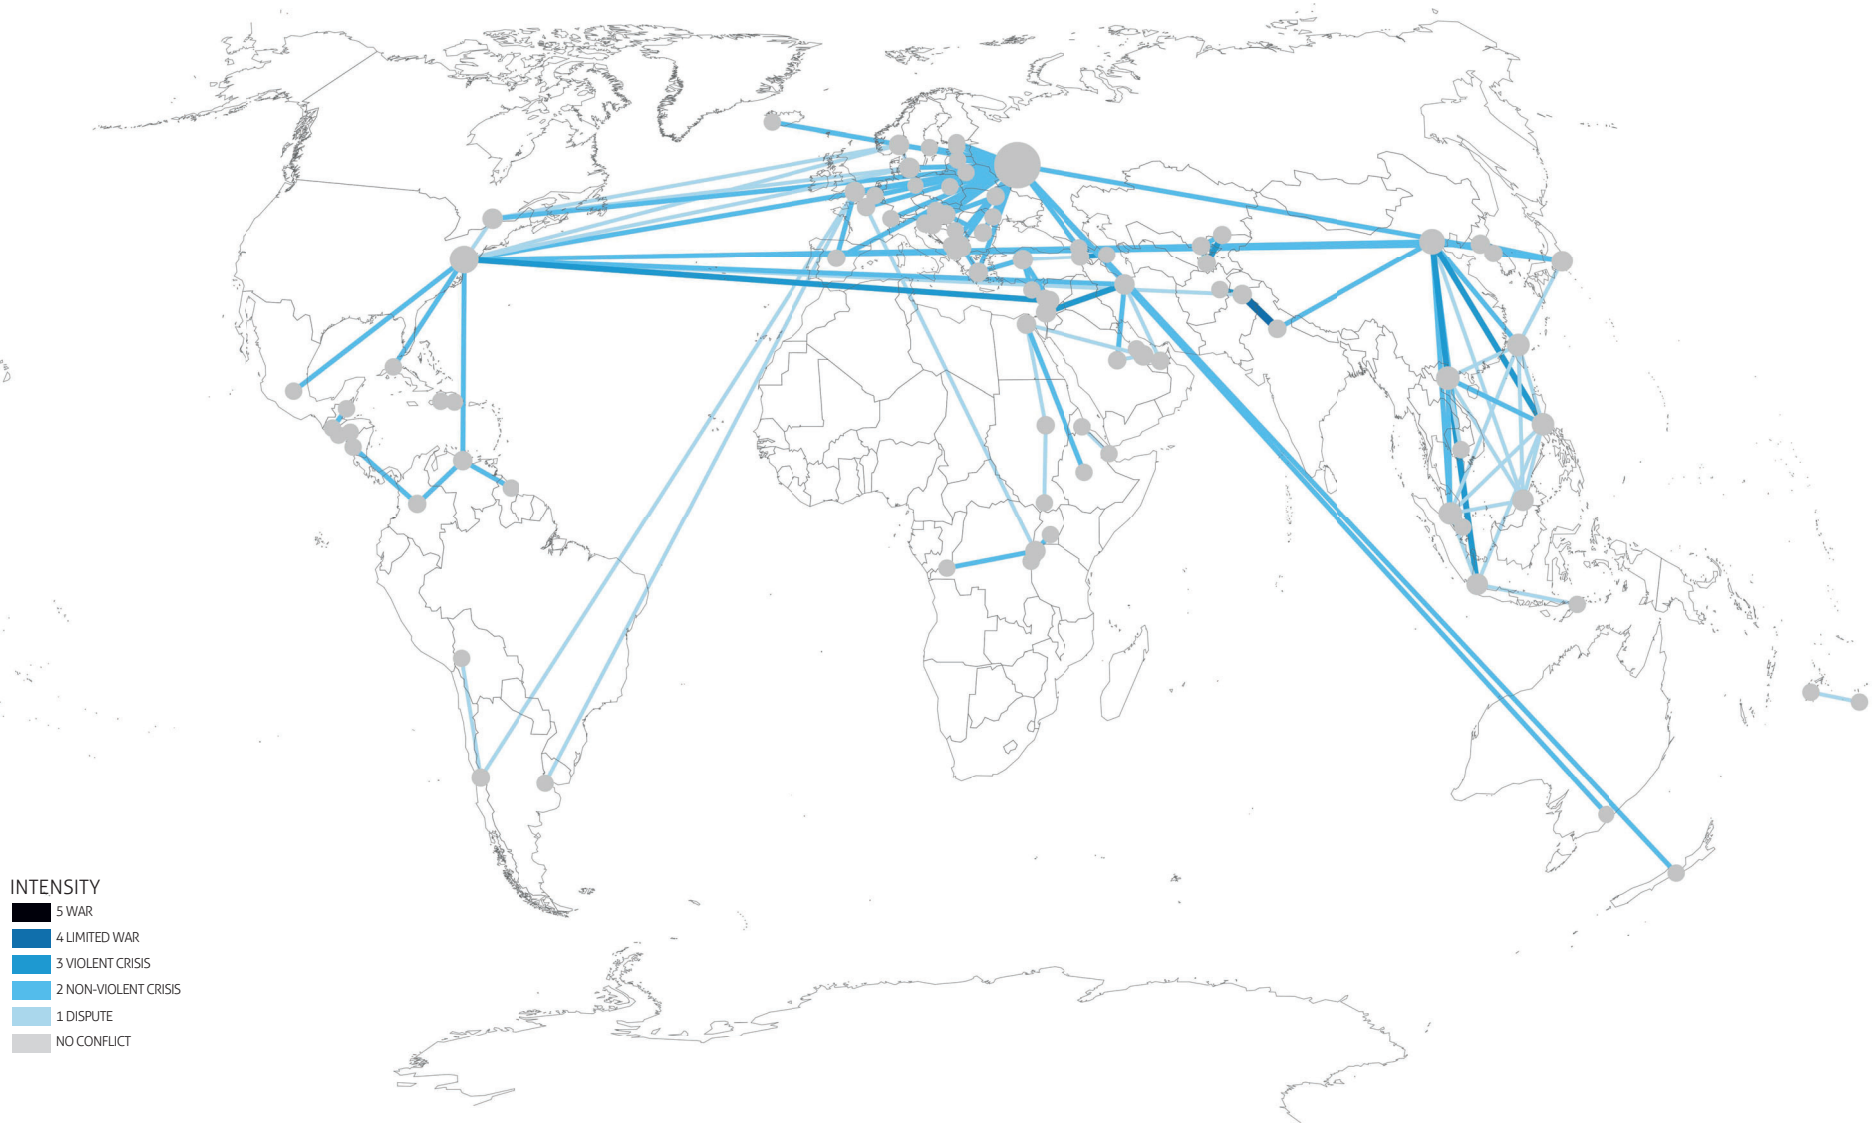 INTENSITY
5 WAR
4 LIMITED WAR
3 VIOLENT CRISIS
2 NON-VIOLENT CRISIS
1 DISPUTE
NO CONFLICT